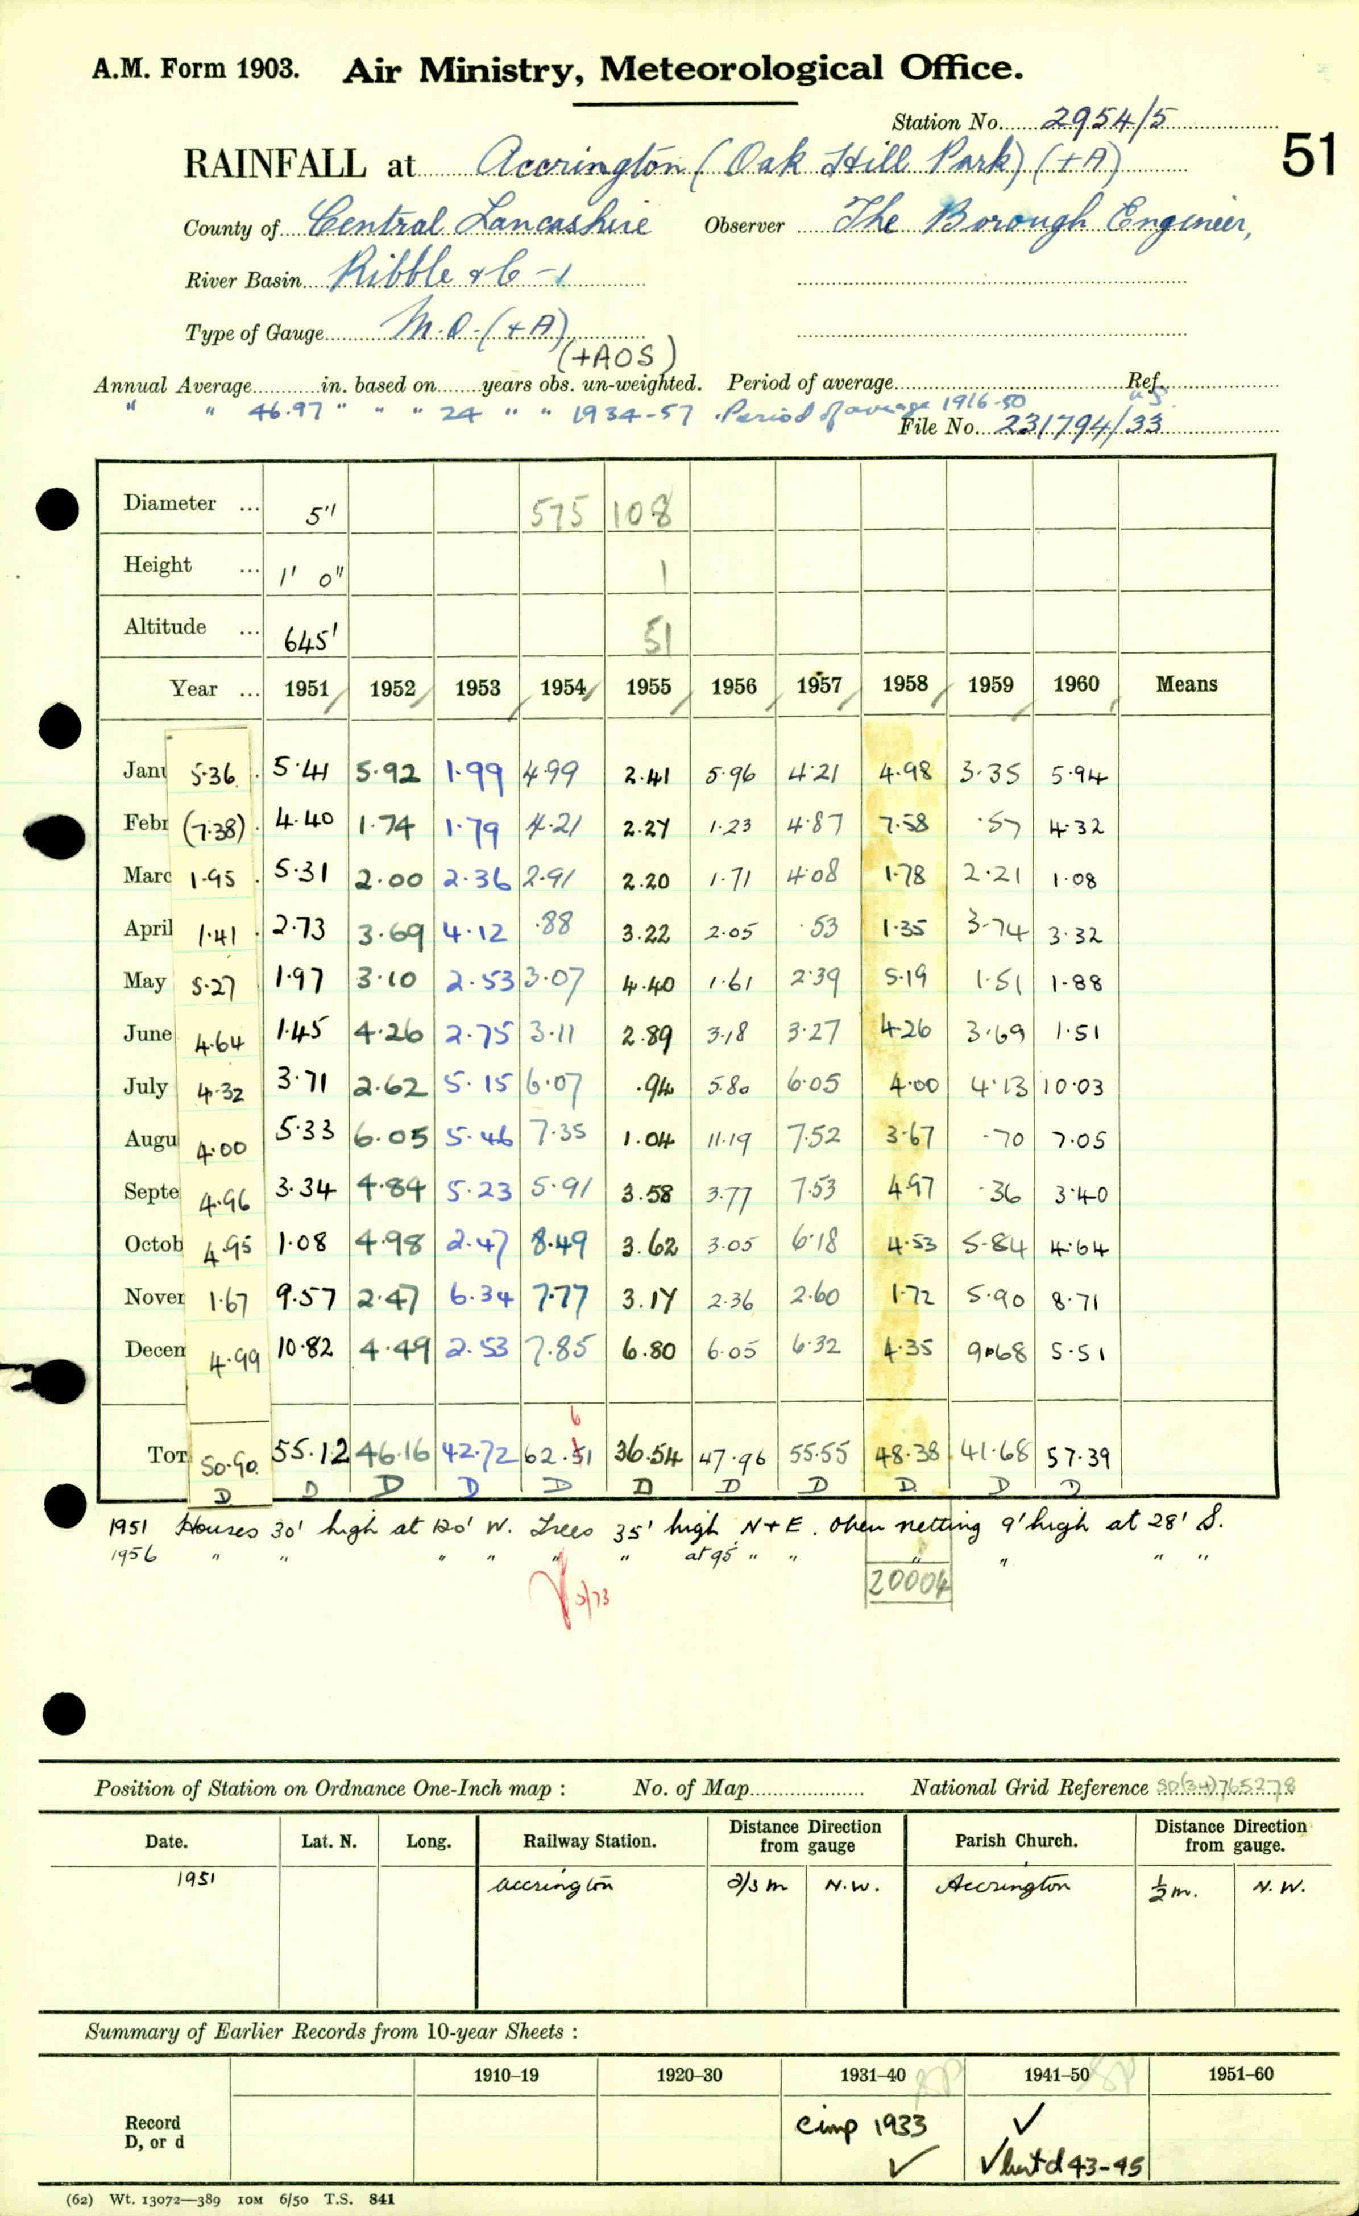 A.M. Form 1903. Air Ministry, Meteorological Office.
Station No. 2954/5
51
RAINFALL at Accrington (Oak Hill Park) (+A)
County of Central Lancashire Observer The Borough Engineer,
River Basin Ribble &c -1
Type of Gauge M.O. (+A)
(+AOS)
Annual Average in. based on years obs. un-weighted. Period of average Ref.
" " 46.97 " " " 24 " " " 1934-57 . Period of average 1916-50
File No. 231794/33
Diameter ... 5" 575 108
Height ... 1' 0" 1
Altitude ... 645' 51
Year ... 1951 1952 1953 1954 1955 1956 1957 1958 1959 1960 Means
Janu 5.36 5.41 5.92 1.99 4.99 2.41 5.96 4.21 4.98 3.35 5.94
Febr (7.38) 4.40 1.74 1.79 4.21 2.27 1.23 4.87 7.58 .57 4.32
Marc 1.95 5.31 2.00 2.36 2.91 2.20 1.71 4.08 1.78 2.21 1.08
April 1.41 2.73 3.69 4.12 .88 3.22 2.05 .53 1.35 3.74 3.32
May 5.27 1.97 3.10 2.53 3.07 4.40 1.61 2.39 5.19 1.51 1.88
June 4.64 1.45 4.26 2.75 3.11 2.89 3.18 3.27 4.26 3.69 1.51
July 4.32 3.71 2.62 5.15 6.07 .94 5.80 6.05 4.00 4.13 10.03
Augu 4.00 5.33 6.05 5.46 7.35 1.04 11.19 7.52 3.67 .70 7.05
Septe 4.96 3.34 4.84 5.23 5.91 3.58 3.77 7.53 4.97 .36 3.40
Octob 4.95 1.08 4.98 2.47 8.49 3.62 3.05 6.18 4.53 5.84 4.64
Nover 1.67 9.57 2.47 6.34 7.77 3.17 2.36 2.60 1.72 5.90 8.71
Decen 4.99 10.82 4.49 2.53 7.85 6.80 6.05 6.32 4.35 9.68 5.51
6
Tot 50.90 55.12 46.16 42.72 62.51 36.54 47.96 55.55 48.38 41.68 57.39
D D D D D D D D D D D
1951 Houses 30' high at 120' W. Trees 35' high N + E. Open netting 9' high at 28' S.
1956 " " " " " " at 95' " " " " " "
5/73
20004
Position of Station on Ordnance One-Inch map : No. of Map National Grid Reference SD(34)765278
Date. Lat. N. Long. Railway Station. Distance Direction from gauge Parish Church. Distance Direction from gauge.
1951 Accrington 2/3 m N.W. Accrington 1/2 m. N.W.
Summary of Earlier Records from 10-year Sheets :
1910–19 1920–30 1931–40 1941–50 1951–60
Record
D, or d
1933 ✓
✓ ✓ but d 43-45
(62) Wt. 13072—389 10M 6/50 T.S. 841